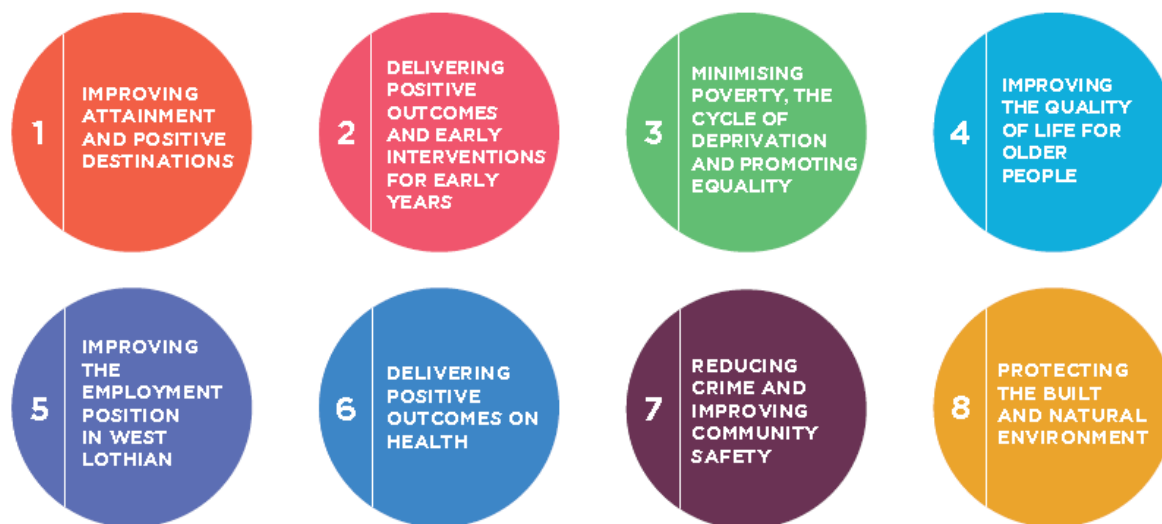 1
IMPROVING
ATTAINMENT
AND POSITIVE
DESTINATIONS
2
DELIVERING
POSITIVE
OUTCOMES
AND EARLY
INTERVENTIONS
FOR EARLY
YEARS
3
MINIMISING
POVERTY, THE
CYCLE OF
DEPRIVATION
AND PROMOTING
EQUALITY
4
IMPROVING
THE QUALITY
OF LIFE FOR
OLDER
PEOPLE
5
IMPROVING
THE
EMPLOYMENT
POSITION
IN WEST
LOTHIAN
6
DELIVERING
POSITIVE
OUTCOMES ON
HEALTH
7
REDUCING
CRIME AND
IMPROVING
COMMUNITY
SAFETY
8
PROTECTING
THE BUILT
AND NATURAL
ENVIRONMENT